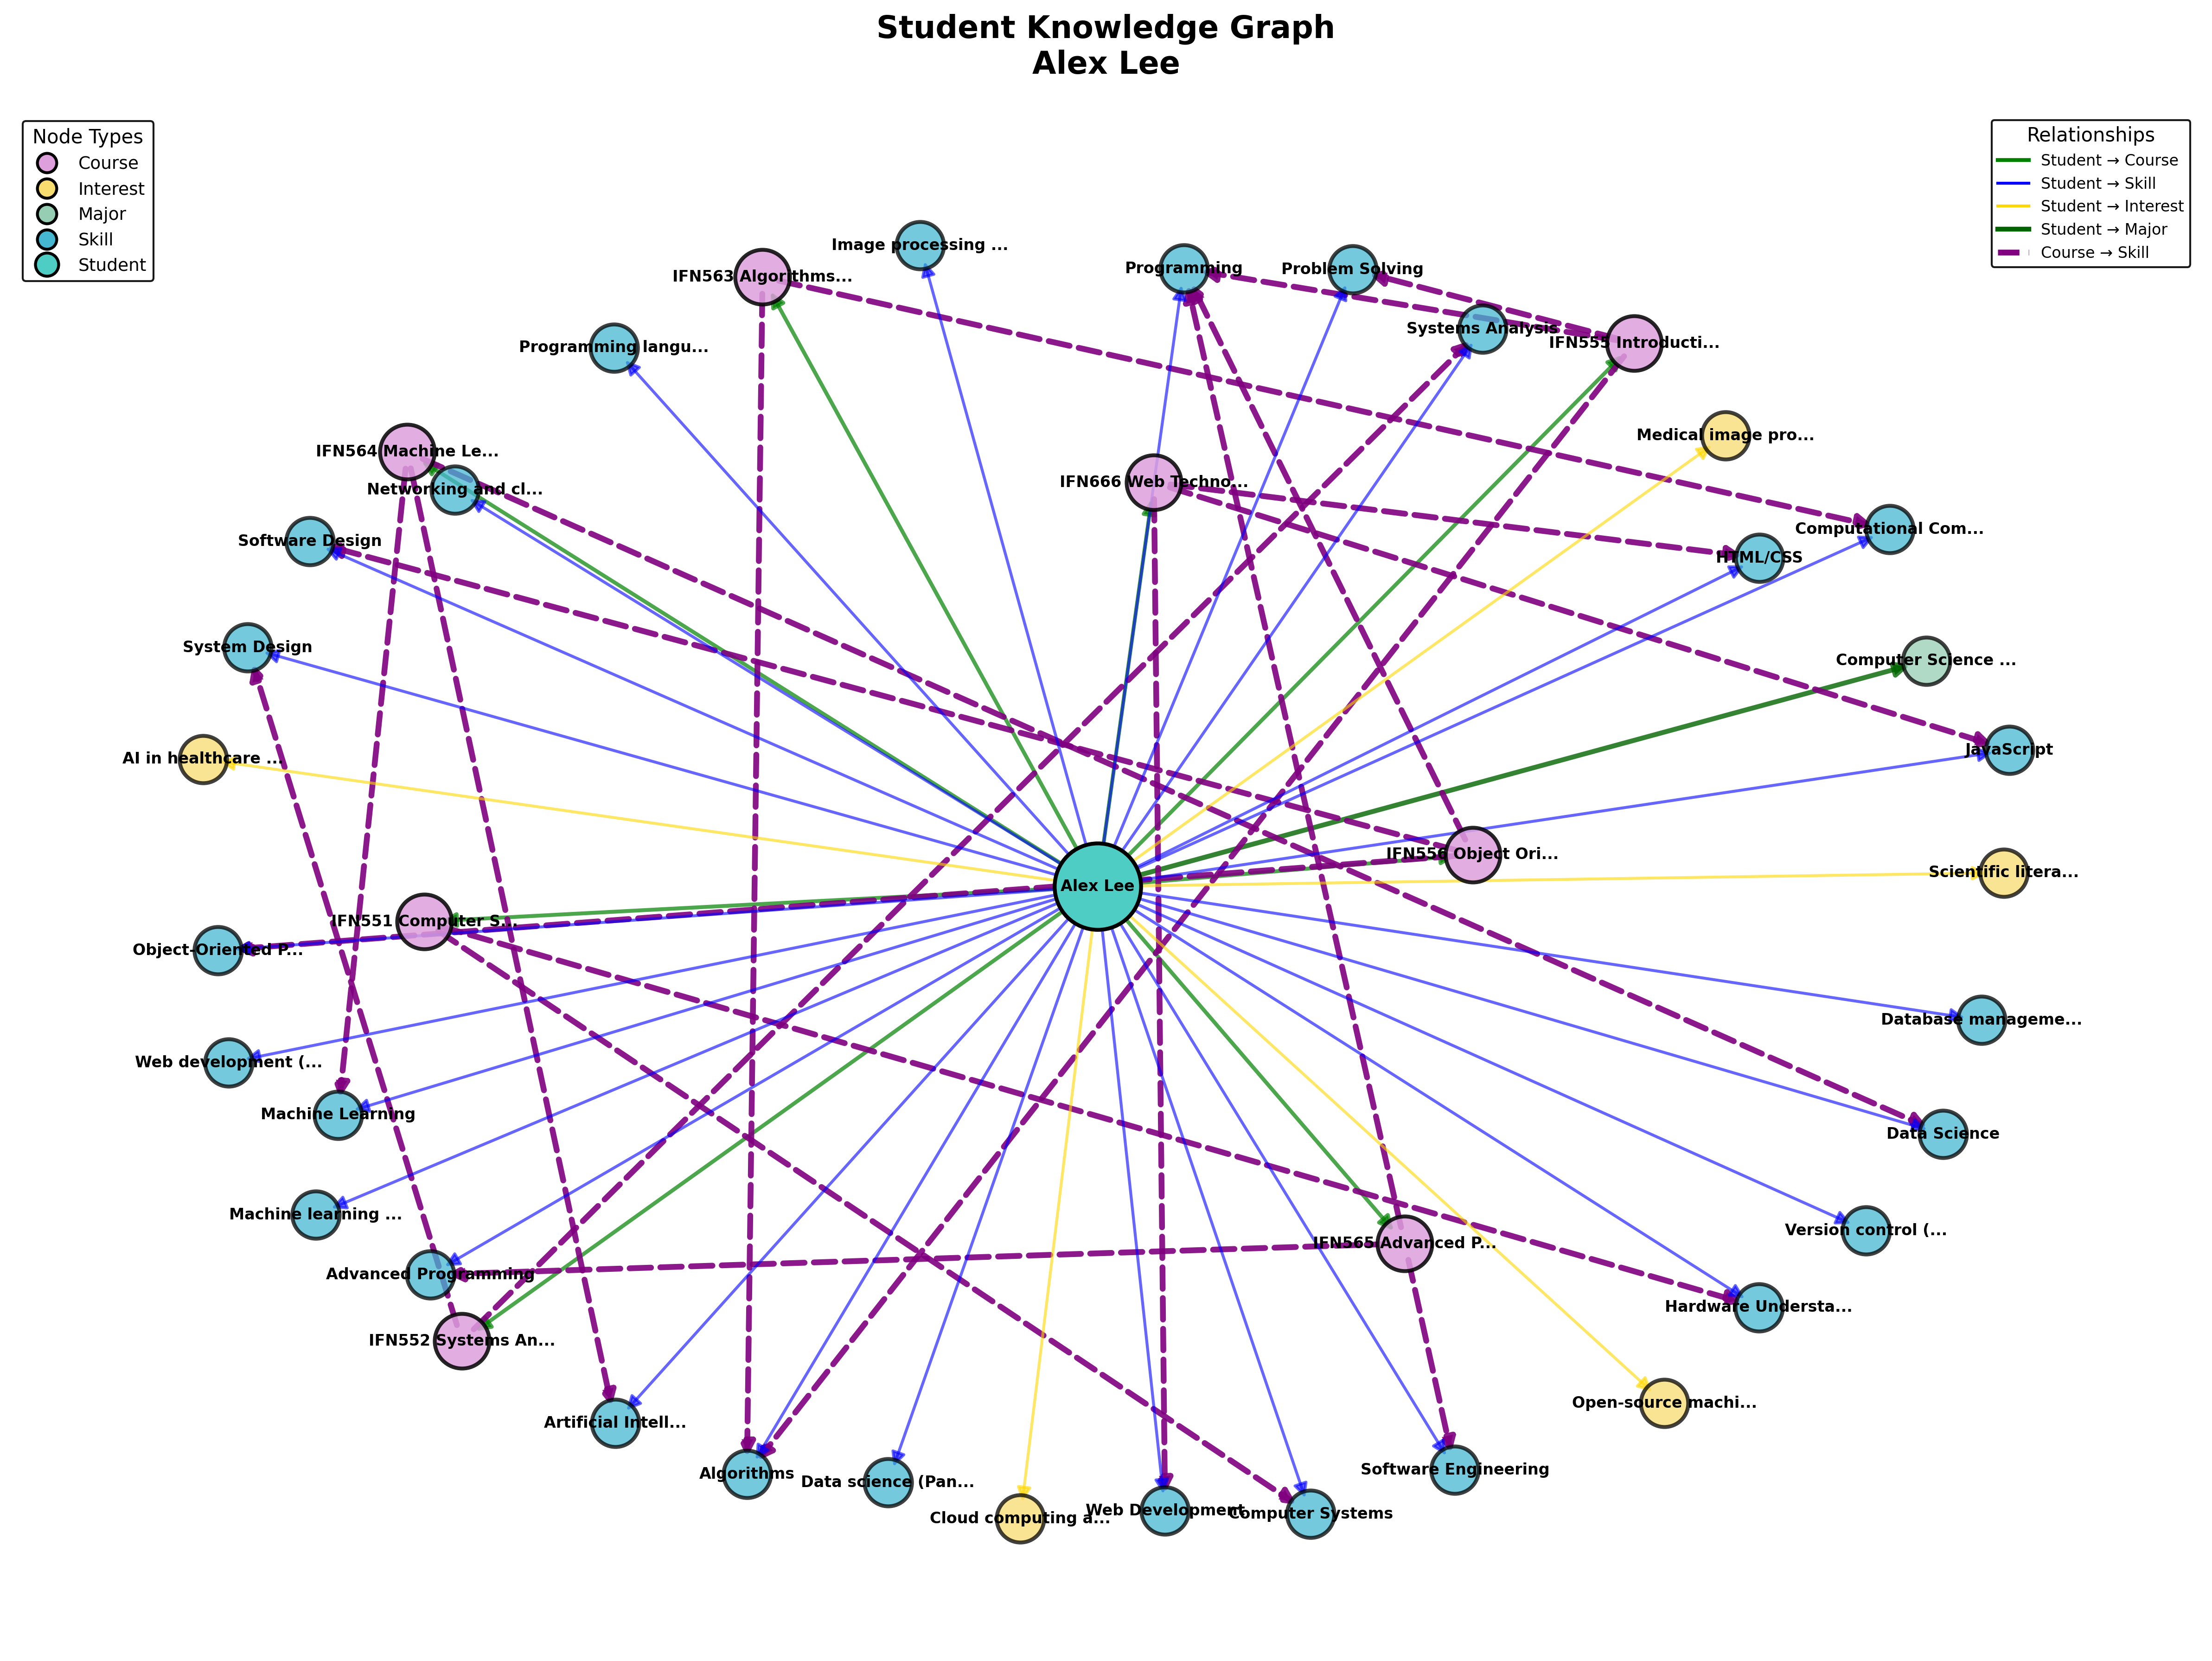 Student Knowledge Graph
Alex Lee
Node Types
Course
Interest
Major
Skill
Student
Relationships
Student → Course
Student → Skill
Student → Interest
Student → Major
Course → Skill
Image processing ...
IFN563 Algorithms...
Programming
Problem Solving
Systems Analysis
IFN555 Introducti...
Programming langu...
Medical image pro...
IFN564 Machine Le...
Networking and cl...
IFN666 Web Techno...
Computational Com...
Software Design
HTML/CSS
System Design
Computer Science ...
AI in healthcare ...
JavaScript
IFN556 Object Ori...
Scientific litera...
Alex Lee
IFN551 Computer S...
Object-Oriented P...
Database manageme...
Web development (...
Machine Learning
Data Science
Machine learning ...
Version control (...
IFN565 Advanced P...
Advanced Programming
Hardware Understa...
IFN552 Systems An...
Open-source machi...
Artificial Intell...
Algorithms
Data science (Pan...
Software Engineering
Cloud computing a...
Web Development
Computer Systems